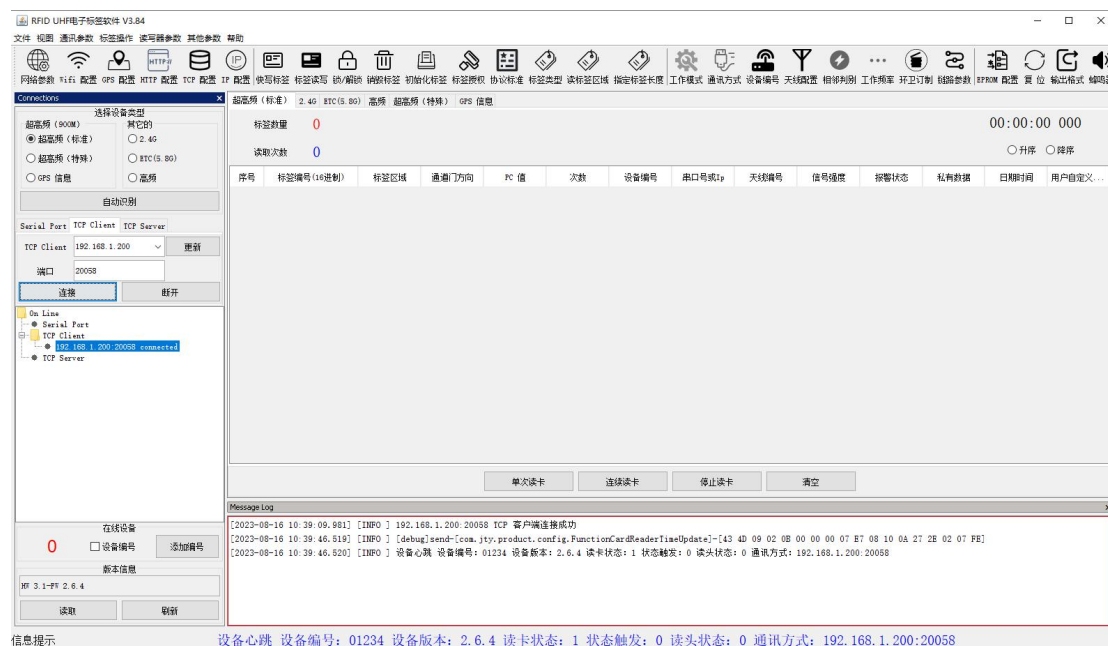 RFID UHF电子标签软件 V3.84
文件 视图 通讯参数 标签操作 读写器参数 其他参数 帮助
HTTP IP
网络参数 Wifi 配置 GPS 配置 HTTP 配置 TCP 配置 IP 配置 快写标签 标签读写 锁/解锁 销毁标签 初始化标签 标签授权 协议标准 标签类型 读标签区域 指定标签长度 工作模式 通讯方式 设备编号 天线配置 相邻判别 工作频率 环卫订制 链路参数 EPROM 配置 复 位 输出格式
Connections
选择设备类型
超高频(900M) 其它的
超高频(标准) 2.4G
超高频(特殊) ETC(5.8G)
GPS 信息 高频
自动识别
Serial Port TCP Client TCP Server
TCP Client 192.168.1.200 更新
端口 20058
连接 断开
On Line
Serial Port
TCP Client
192.168.1.200:20058 connected
TCP Server
在线设备
0 设备编号 添加编号
版本信息
HW 3.1-FW 2.6.4
读取 刷新
超高频(标准) 2.4G ETC(5.8G) 高频 超高频(特殊) GPS 信息
标签数量 0 00:00:00 000
读取次数 0 升序 降序
序号 标签编号(16进制) 标签区域 通道门方向 PC 值 次数 设备编号 串口号或Ip 天线编号 信号强度 报警状态 私有数据 日期时间 用户自定义...
单次读卡 连续读卡 停止读卡 清空
Message Log
[2023-08-16 10:39:09.981] [INFO ] 192.168.1.200:20058 TCP 客户端连接成功
[2023-08-16 10:39:46.519] [INFO ] [debug]send-[com.jty.product.config.FunctionCardReaderTimeUpdate]-[43 4D 09 02 0B 00 00 00 07 E7 08 10 0A 27 2E 02 07 FE]
[2023-08-16 10:39:46.520] [INFO ] 设备心跳 设备编号:01234 设备版本:2.6.4 读卡状态:1 状态触发:0 读头状态:0 通讯方式:192.168.1.200:20058
信息提示 设备心跳 设备编号:01234 设备版本:2.6.4 读卡状态:1 状态触发:0 读头状态:0 通讯方式:192.168.1.200:20058